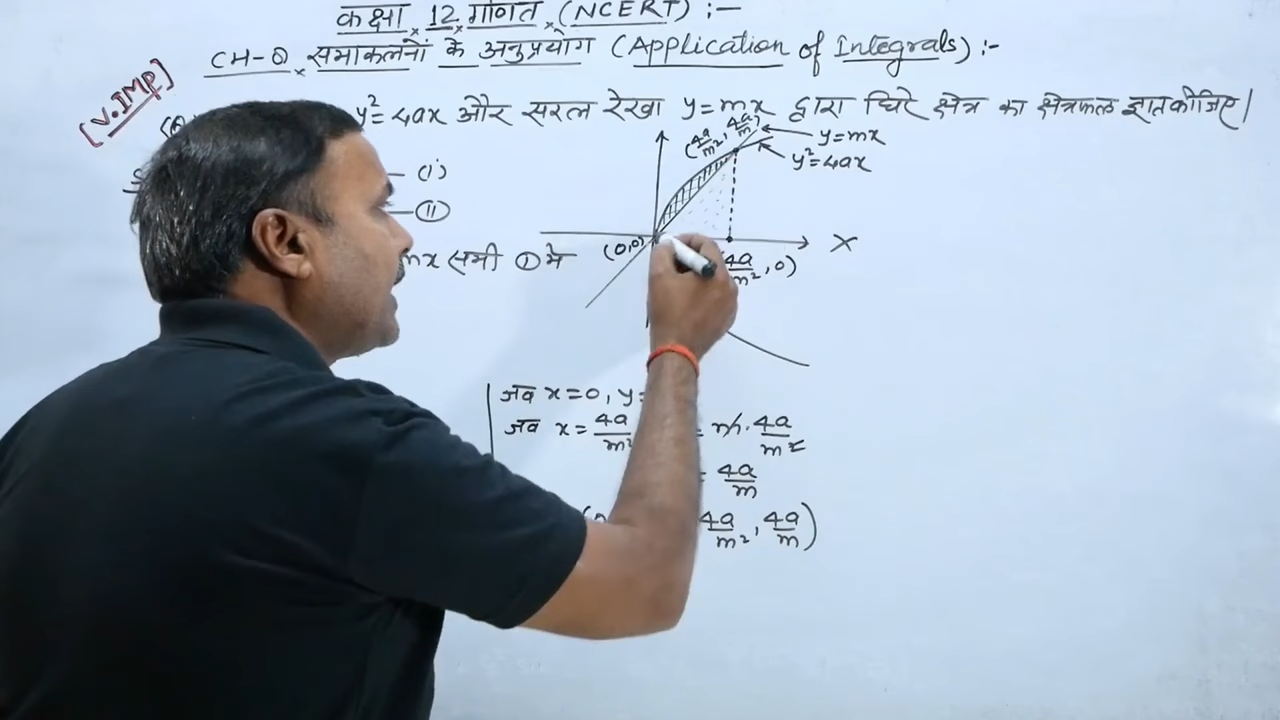 कक्षा 12 गणित (NCERT) :-
CH-8 समाकलनों के अनुप्रयोग (Application of Integrals) :-
[V.IMP]
y²= 4ax और सरल रेखा y=mx द्वारा घिरे क्षेत्र का क्षेत्रफल ज्ञात कीजिए।
(4a/m², 4a/m)
y=mx
y²=4ax
— (i)
— (II)
mx समी ① मे
(0,0)
X
(4a/m², 0)
जब x=0, y=
जब x = 4a/m² = m · 4a/m²
= 4a/m
4a/m², 4a/m)